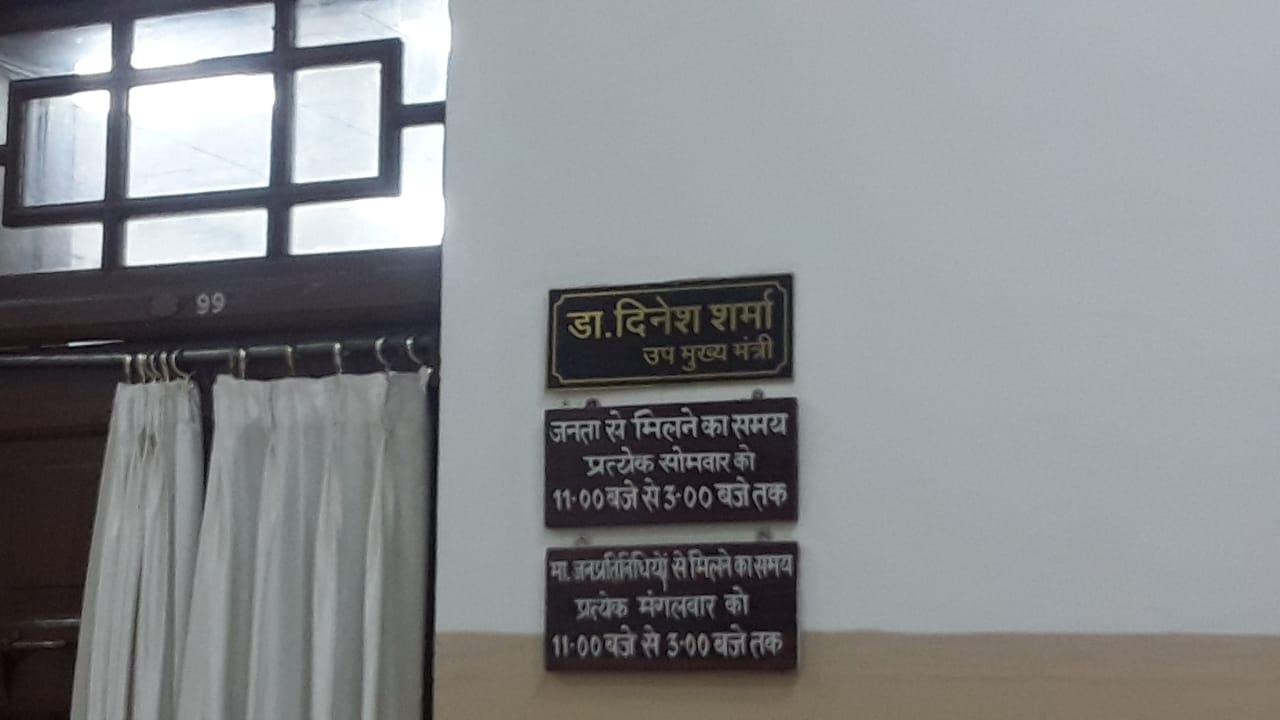 99
डा.दिनेश शर्मा
उप मुख्य मंत्री
जनता से मिलने का समय
प्रत्येक सोमवार को
11.00 बजे से 3.00 बजे तक
मा. जनप्रतिनिधियों से मिलने का समय
प्रत्येक मंगलवार को
11.00 बजे से 3.00 बजे तक